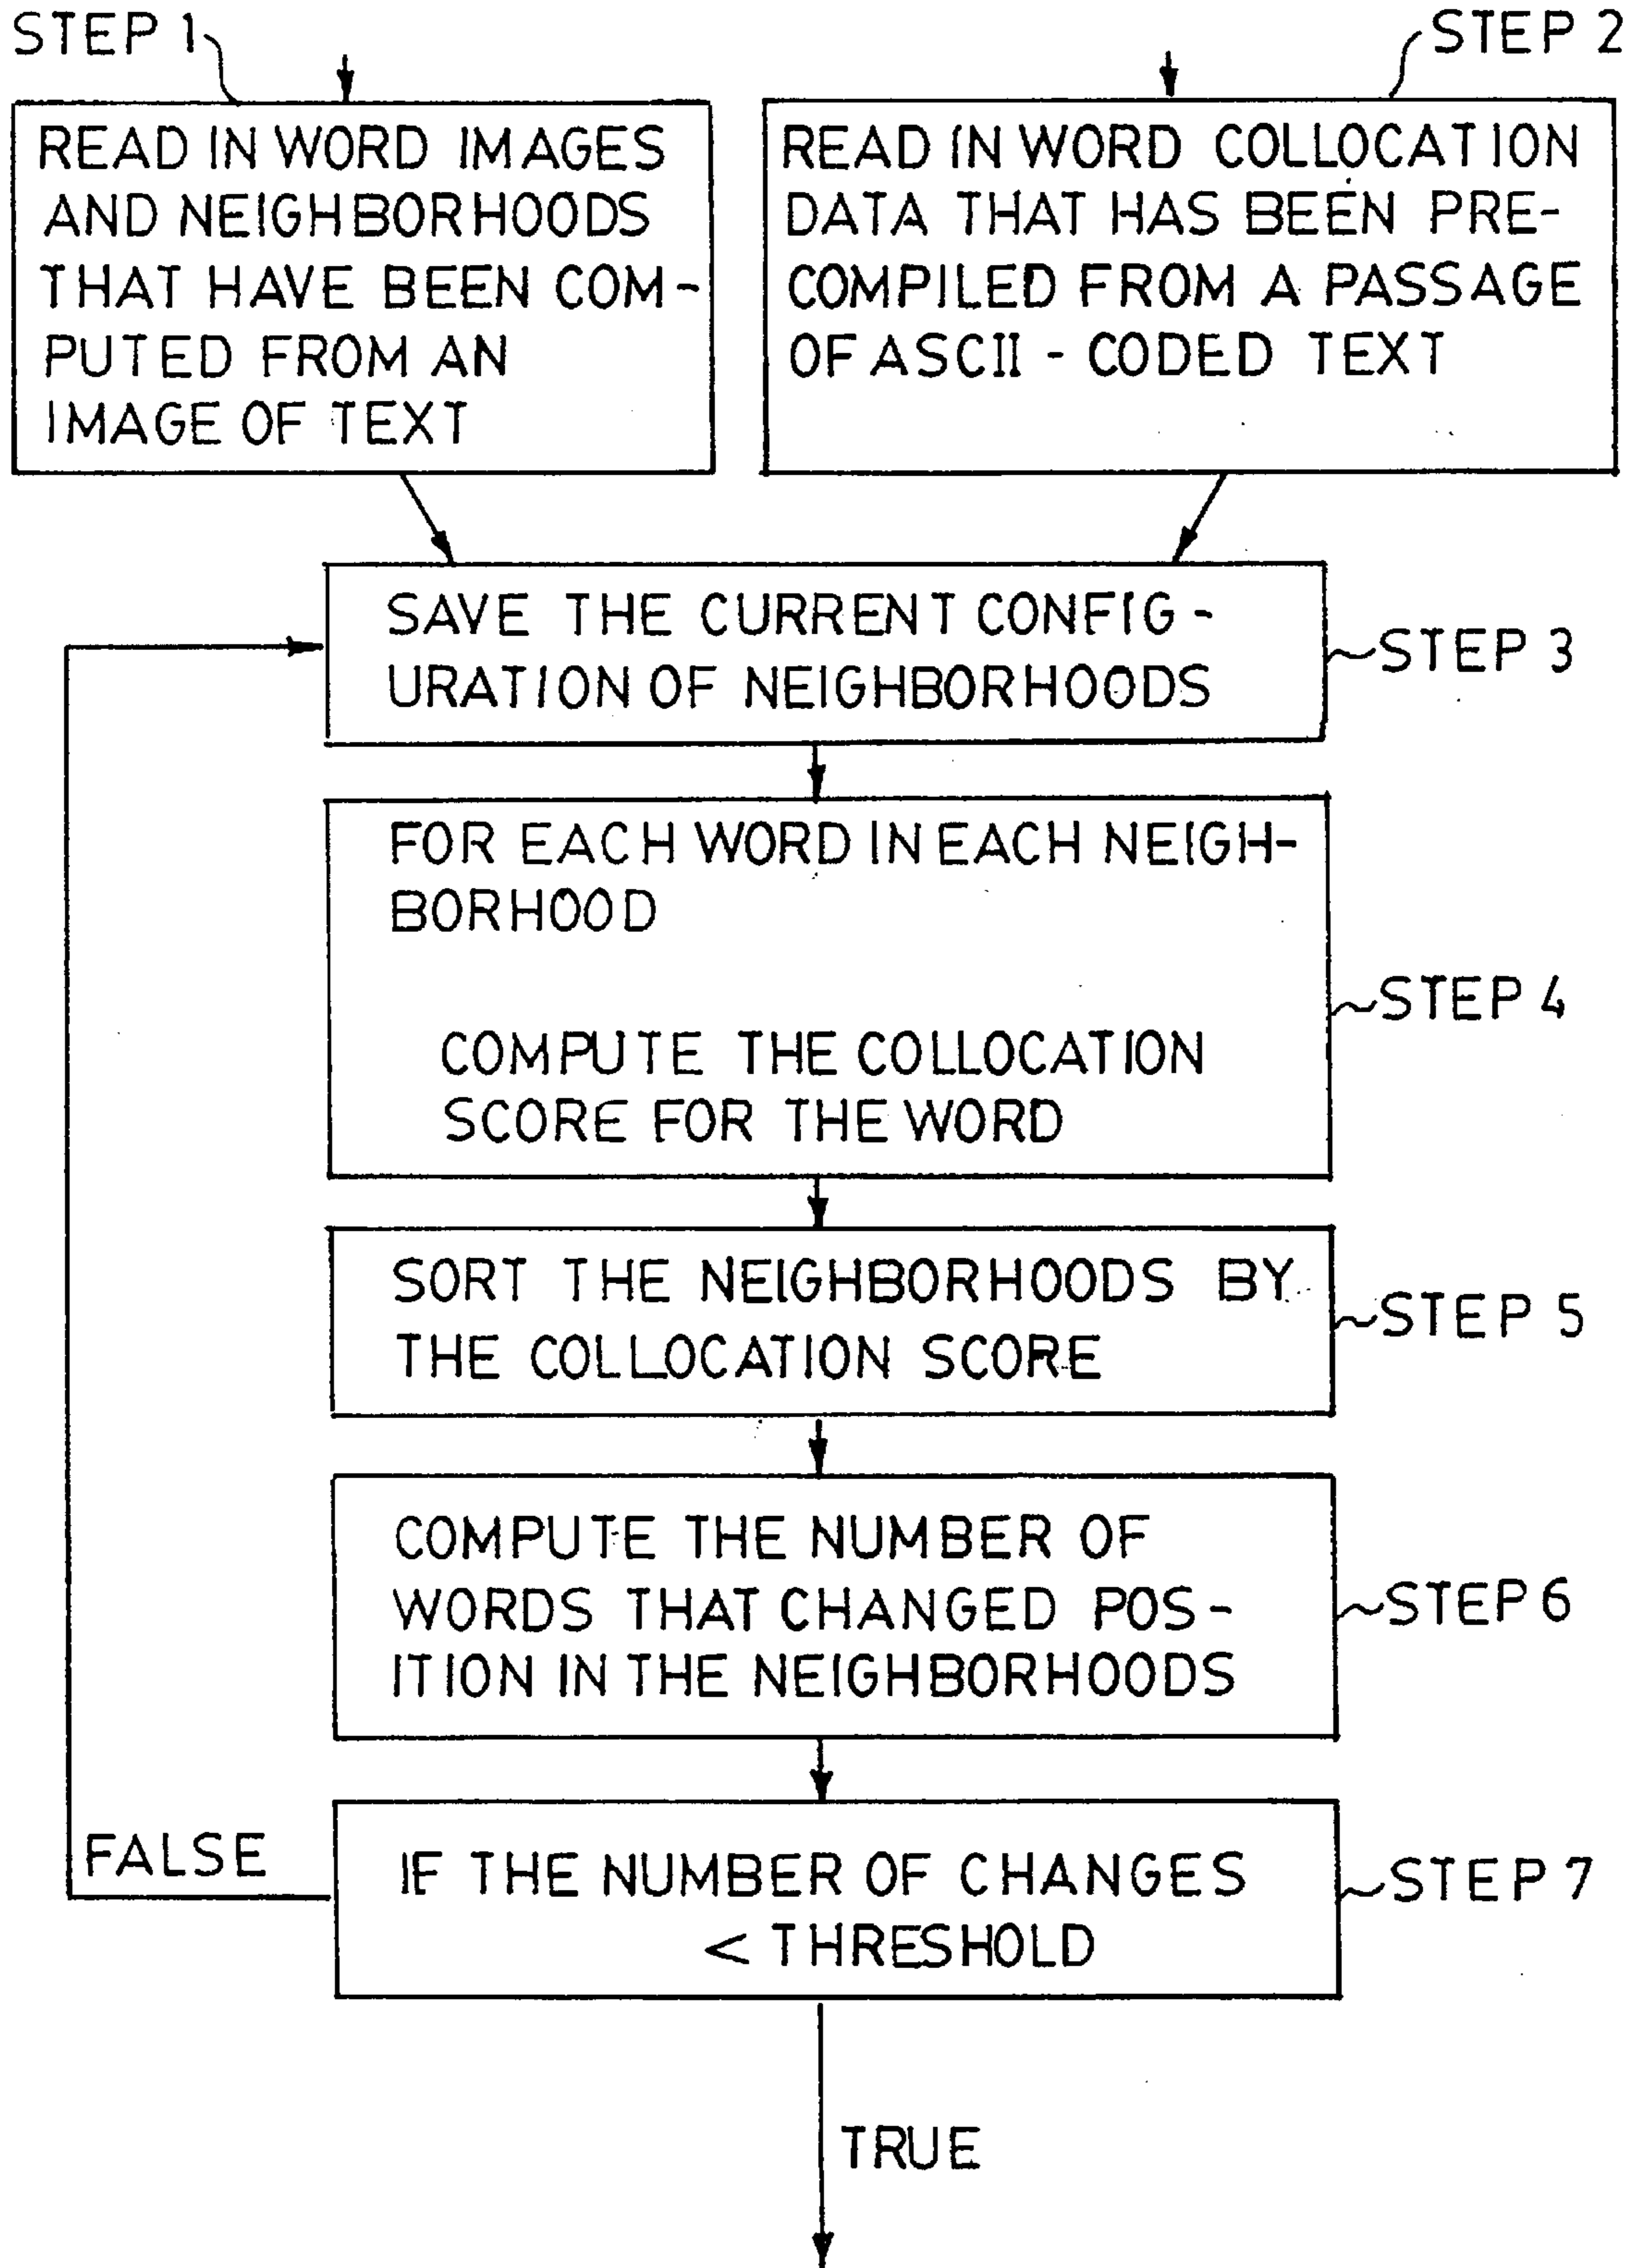 STEP 1
STEP 2
READ IN WORD IMAGES
AND NEIGHBORHOODS
THAT HAVE BEEN COM-
PUTED FROM AN
IMAGE OF TEXT
READ IN WORD COLLOCATION
DATA THAT HAS BEEN PRE-
COMPILED FROM A PASSAGE
OF ASCII - CODED TEXT
SAVE THE CURRENT CONFIG-
URATION OF NEIGHBORHOODS
STEP 3
FOR EACH WORD IN EACH NEIGH-
BORHOOD
COMPUTE THE COLLOCATION
SCORE FOR THE WORD
STEP 4
SORT THE NEIGHBORHOODS BY
THE COLLOCATION SCORE
STEP 5
COMPUTE THE NUMBER OF
WORDS THAT CHANGED POS-
ITION IN THE NEIGHBORHOODS
STEP 6
FALSE
IF THE NUMBER OF CHANGES
< THRESHOLD
STEP 7
TRUE